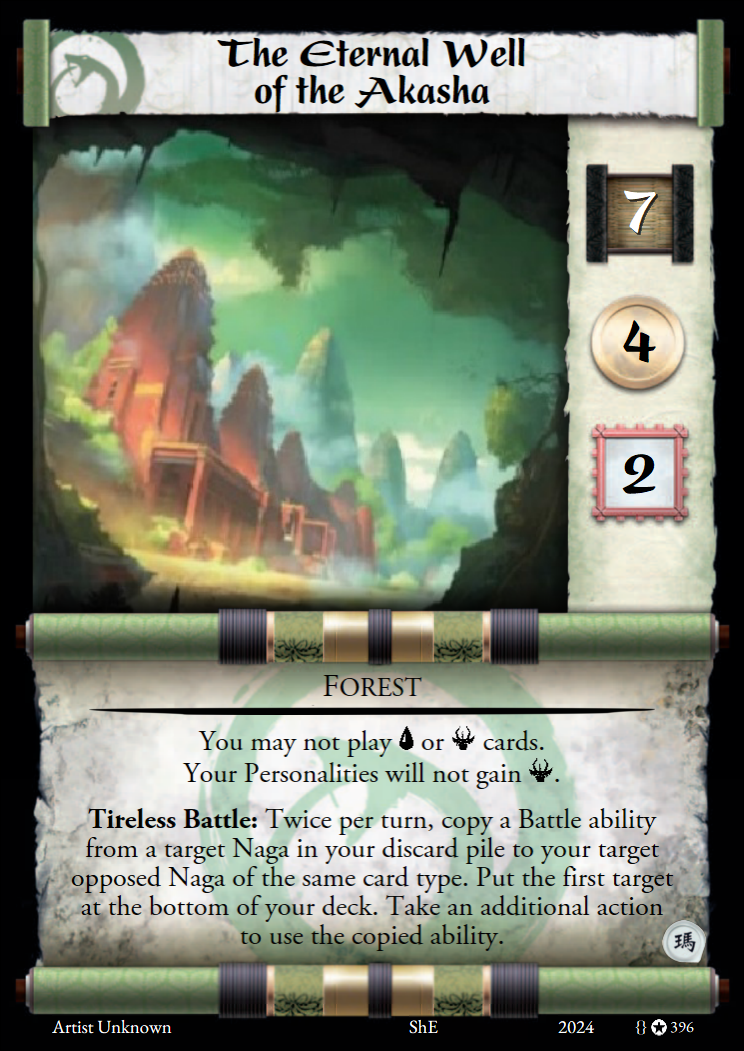 The Eternal Well
of the Akasha
7
4
2
Forest
You may not play or cards.
Your Personalities will not gain .
Tireless Battle: Twice per turn, copy a Battle ability
from a target Naga in your discard pile to your target
opposed Naga of the same card type. Put the first target
at the bottom of your deck. Take an additional action
to use the copied ability.
瑪
Artist Unknown ShE 2024 {} ✪ 396